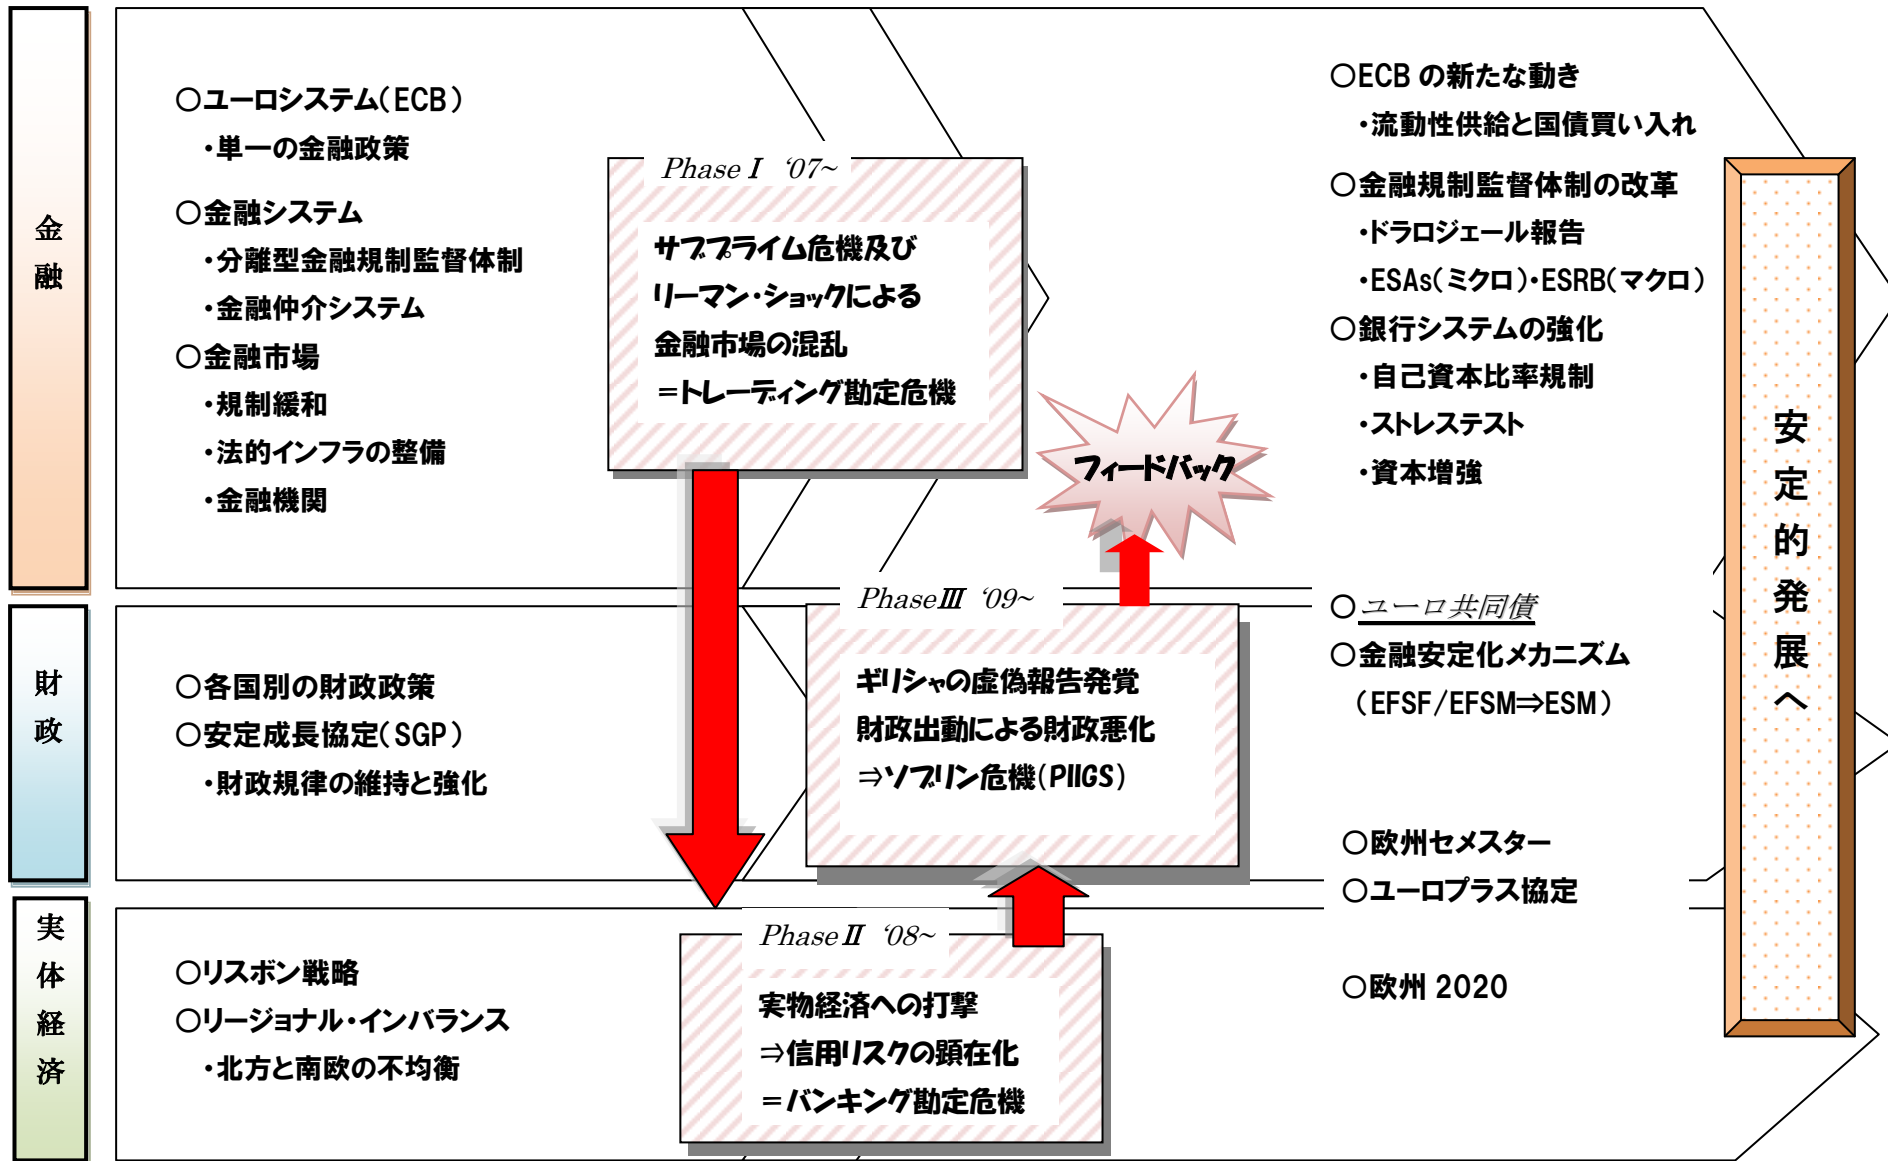 金融
○ユーロシステム(ECB)
・単一の金融政策
○金融システム
・分離型金融規制監督体制
・金融仲介システム
○金融市場
・規制緩和
・法的インフラの整備
・金融機関
Phase Ⅰ ‘07~
サブプライム危機及び
リーマン・ショックによる
金融市場の混乱
=トレーディング勘定危機
フィードバック
○ECB の新たな動き
・流動性供給と国債買い入れ
○金融規制監督体制の改革
・ドラロジェール報告
・ESAs(ミクロ)・ESRB(マクロ)
○銀行システムの強化
・自己資本比率規制
・ストレステスト
・資本増強
財政
○各国別の財政政策
○安定成長協定(SGP)
・財政規律の維持と強化
PhaseⅢ ‘09~
ギリシャの虚偽報告発覚
財政出動による財政悪化
⇒ソブリン危機(PIIGS)
○ユーロ共同債
○金融安定化メカニズム
(EFSF/EFSM⇒ESM)
○欧州セメスター
○ユーロプラス協定
実体経済
○リスボン戦略
○リージョナル・インバランス
・北方と南欧の不均衡
PhaseⅡ ‘08~
実物経済への打撃
⇒信用リスクの顕在化
=バンキング勘定危機
○欧州 2020
安定的発展へ